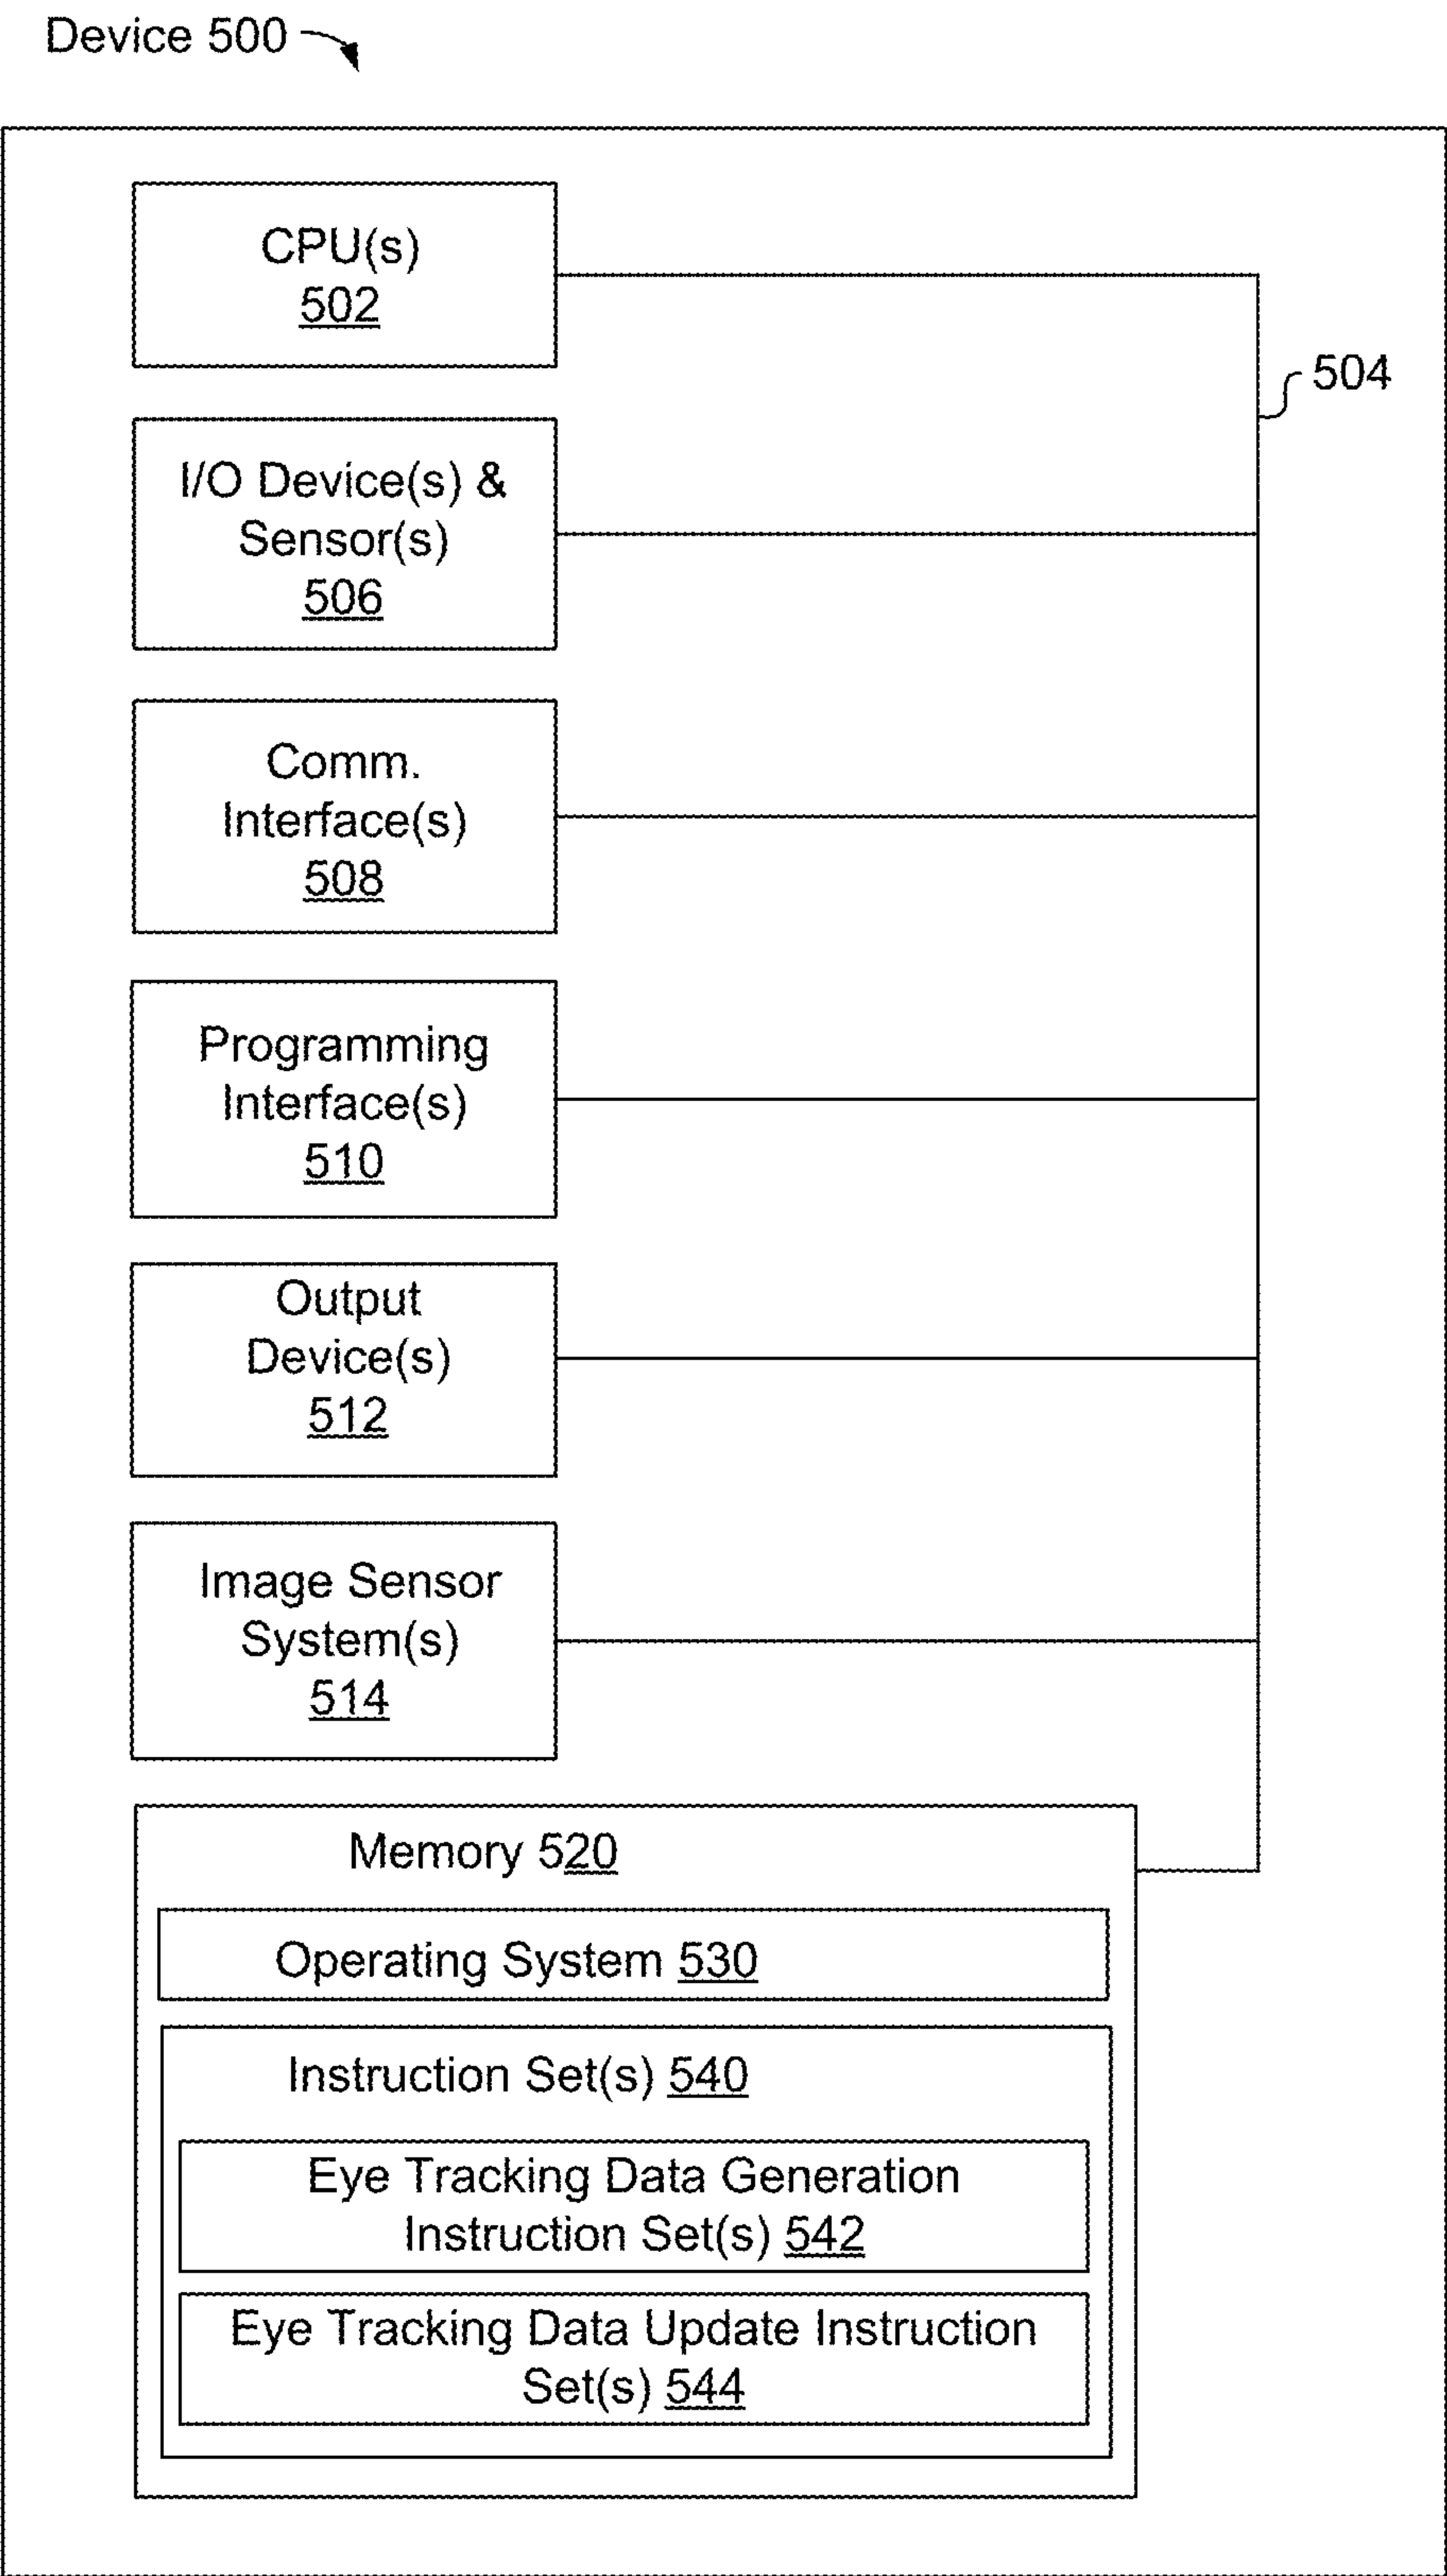 Device 500
CPU(s)
502
504
I/O Device(s) &
Sensor(s)
506
Comm.
Interface(s)
508
Programming
Interface(s)
510
Output
Device(s)
512
Image Sensor
System(s)
514
Memory 520
Operating System 530
Instruction Set(s) 540
Eye Tracking Data Generation
Instruction Set(s) 542
Eye Tracking Data Update Instruction
Set(s) 544